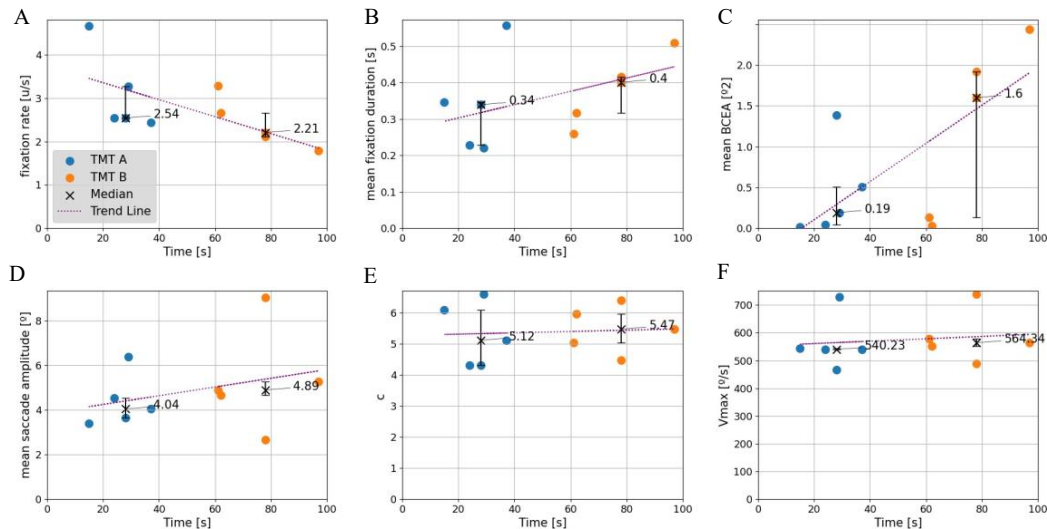 A
B
C
fixation rate [u/s]
4
3
2
1
0
2.54
2.21
TMT A
TMT B
Median
Trend Line
0 20 40 60 80 100
Time [s]
mean fixation duration [s]
0.5
0.4
0.3
0.2
0.1
0.0
0.34
0.4
0 20 40 60 80 100
Time [s]
mean BCEA [º2]
2.0
1.5
1.0
0.5
0.0
0.19
1.6
0 20 40 60 80 100
Time [s]
D
E
F
mean saccade amplitude [º]
8
6
4
2
0
4.04
4.89
0 20 40 60 80 100
Time [s]
c
6
5
4
3
2
1
0
5.12
5.47
0 20 40 60 80 100
Time [s]
Vmax [º/s]
700
600
500
400
300
200
100
0
540.23
564.34
0 20 40 60 80 100
Time [s]